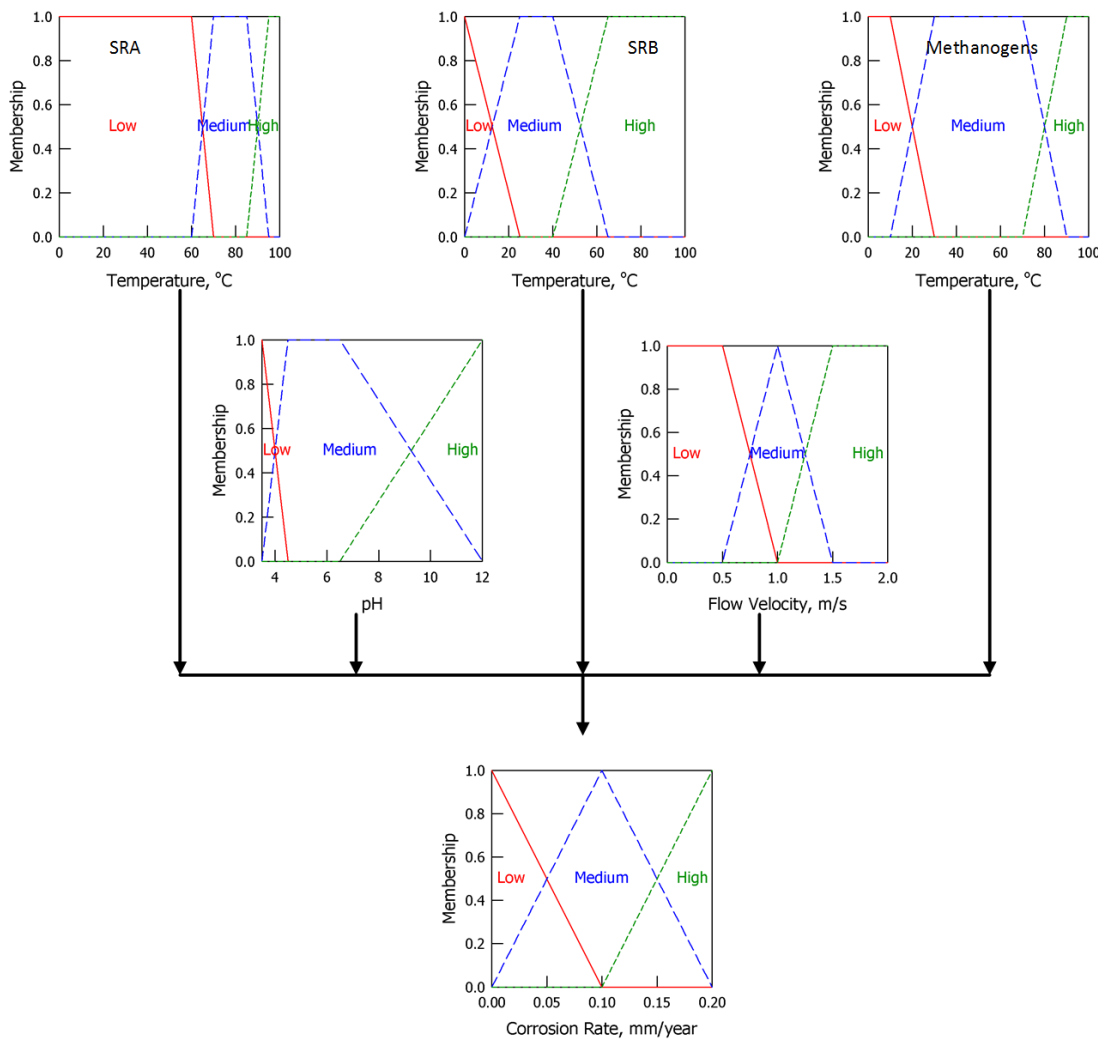 SRA
Membership
1.0
0.8
0.6
0.4
0.2
0.0
Low
Medium
High
0 20 40 60 80 100
Temperature, °C
SRB
Membership
1.0
0.8
0.6
0.4
0.2
0.0
Low
Medium
High
0 20 40 60 80 100
Temperature, °C
Methanogens
Membership
1.0
0.8
0.6
0.4
0.2
0.0
Low
Medium
High
0 20 40 60 80 100
Temperature, °C
Membership
1.0
0.8
0.6
0.4
0.2
0.0
Low
Medium
High
4 6 8 10 12
pH
Membership
1.0
0.8
0.6
0.4
0.2
0.0
Low
Medium
High
0.0 0.5 1.0 1.5 2.0
Flow Velocity, m/s
Membership
1.0
0.8
0.6
0.4
0.2
0.0
Low
Medium
High
0.00 0.05 0.10 0.15 0.20
Corrosion Rate, mm/year